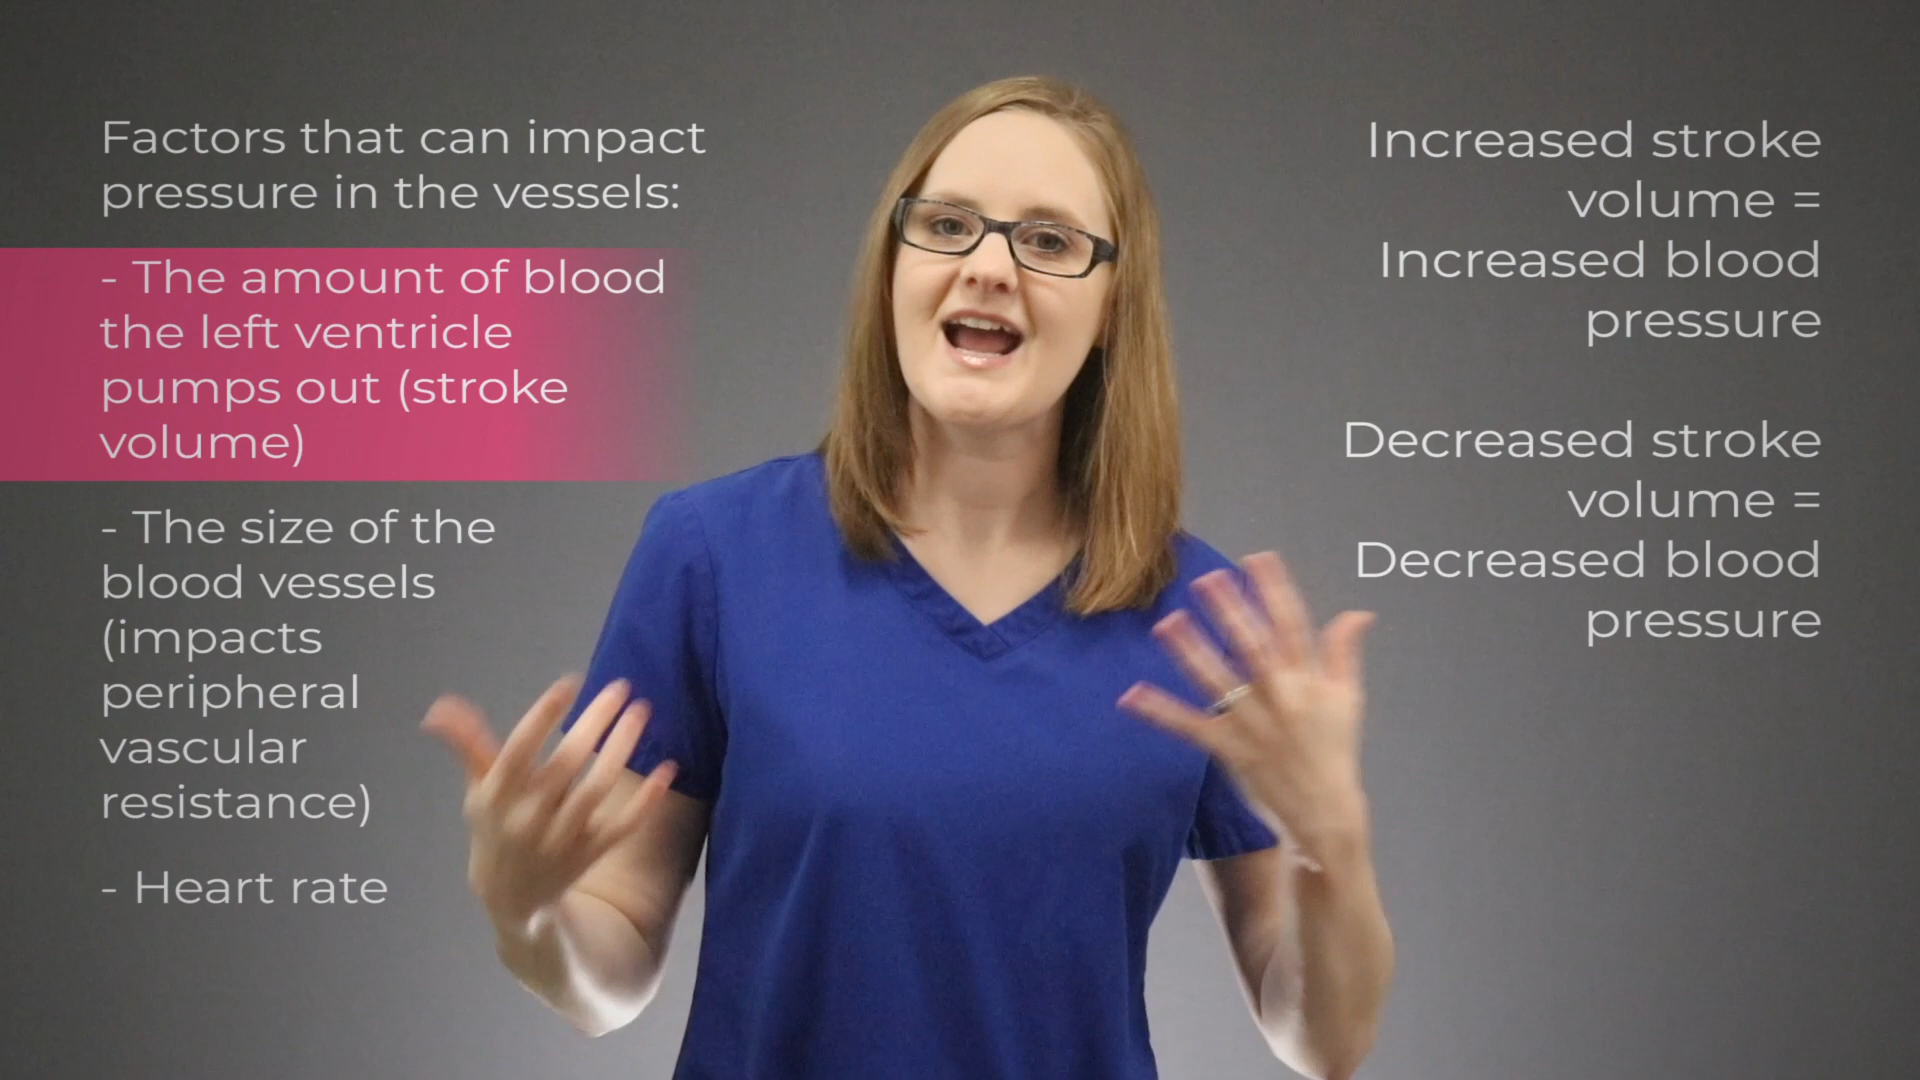 Factors that can impact
pressure in the vessels:
- The amount of blood
the left ventricle
pumps out (stroke
volume)
- The size of the
blood vessels
(impacts
peripheral
vascular
resistance)
- Heart rate
Increased stroke
volume =
Increased blood
pressure
Decreased stroke
volume =
Decreased blood
pressure